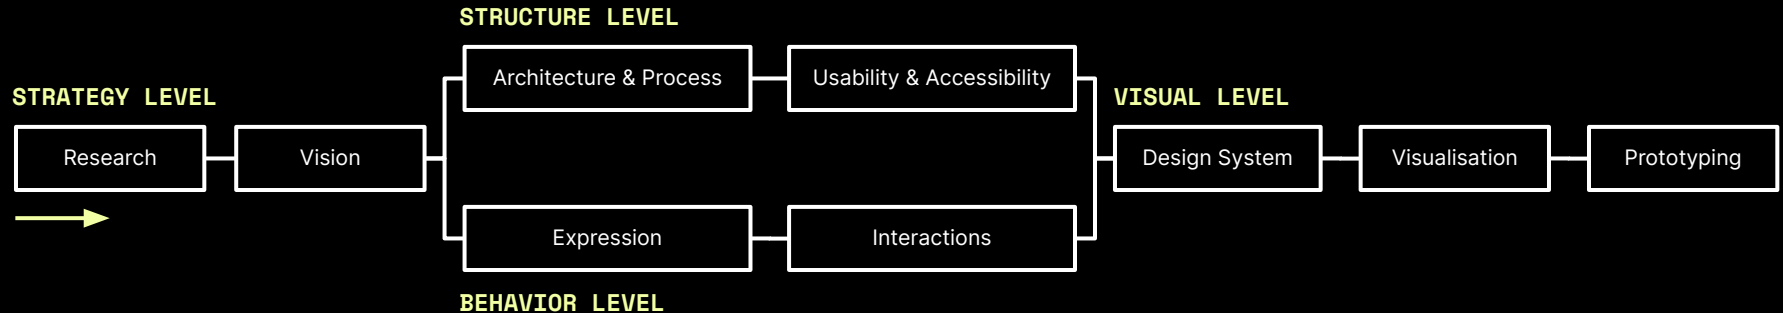 STRATEGY LEVEL
Research
Vision
STRUCTURE LEVEL
Architecture & Process
Usability & Accessibility
Expression
Interactions
BEHAVIOR LEVEL
VISUAL LEVEL
Design System
Visualisation
Prototyping